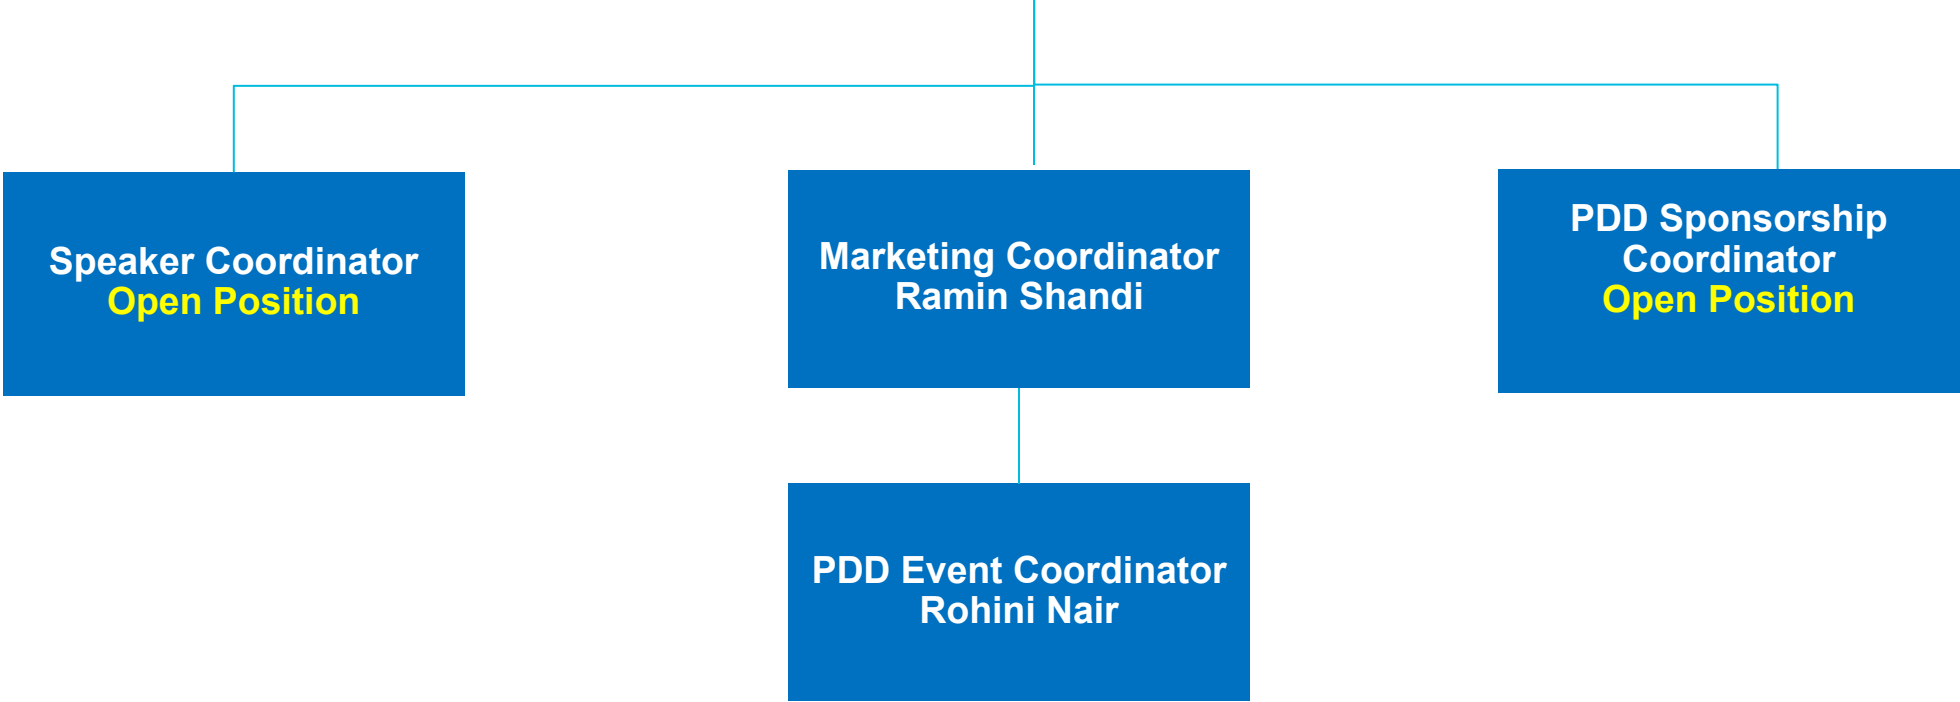 Speaker Coordinator
Open Position
Marketing Coordinator
Ramin Shandi
PDD Sponsorship
Coordinator
Open Position
PDD Event Coordinator
Rohini Nair